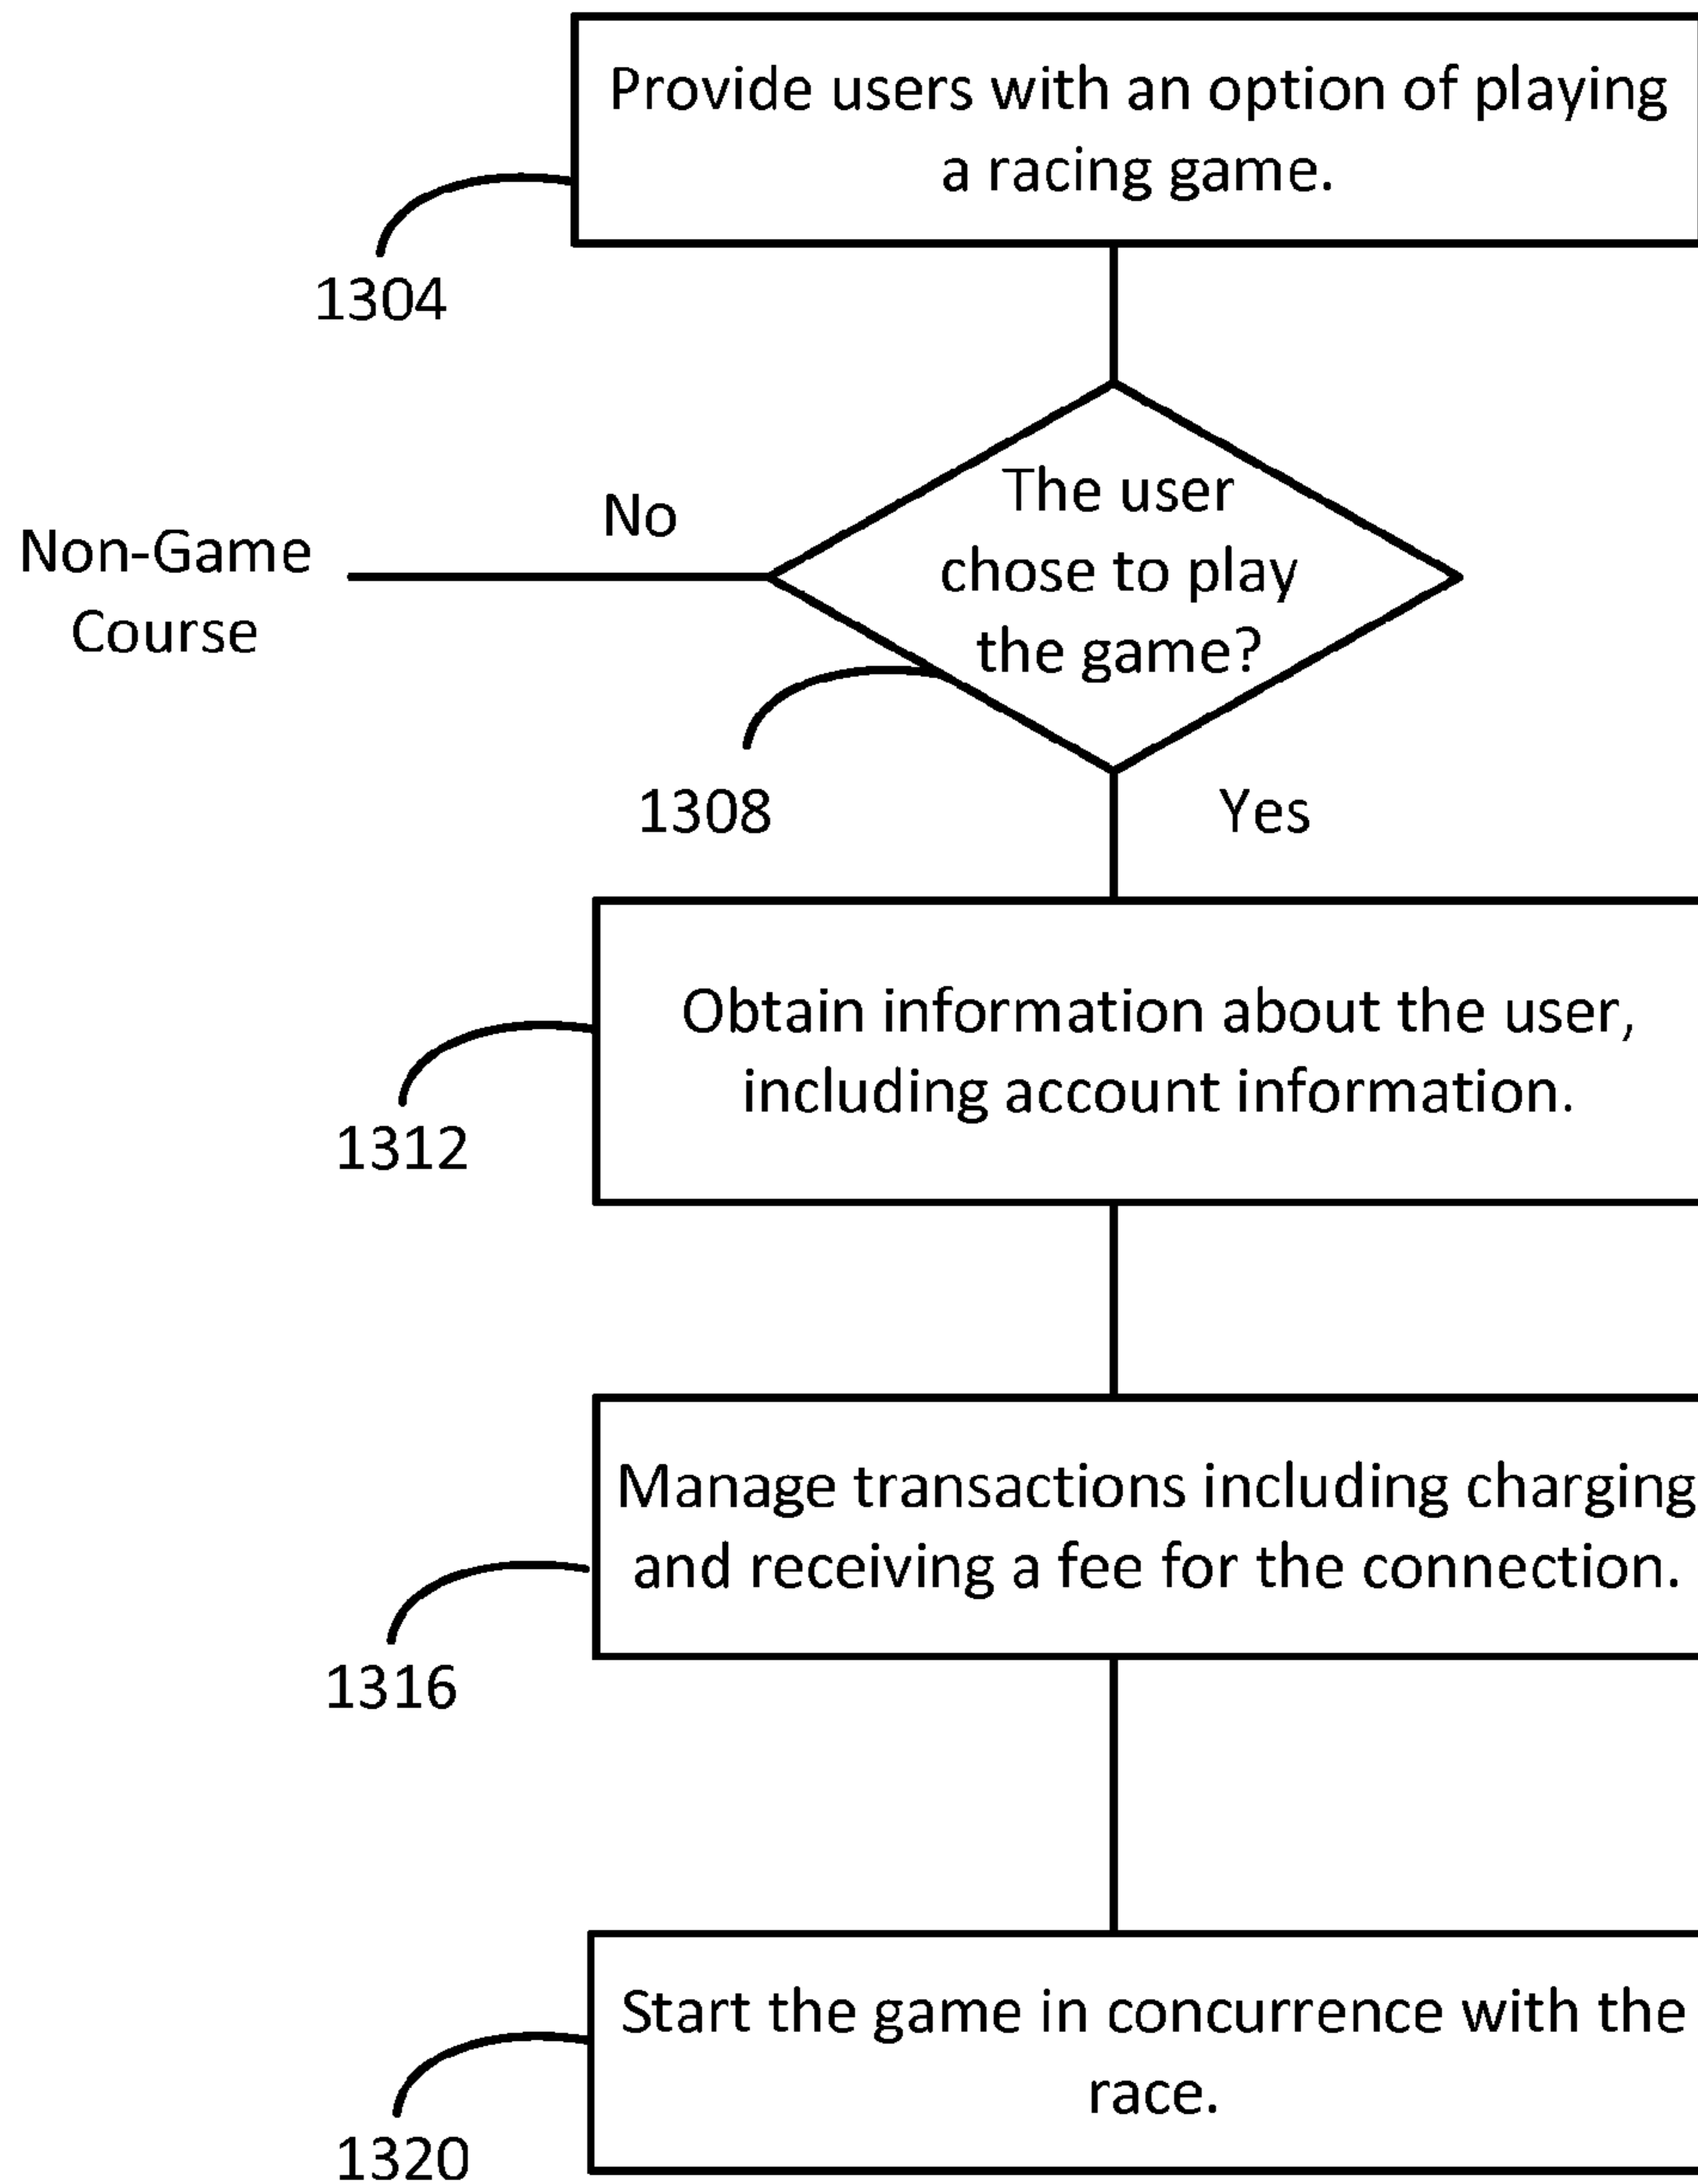 Provide users with an option of playing
a racing game.
1304
The user
chose to play
the game?
No
Non-Game
Course
1308
Yes
Obtain information about the user,
including account information.
1312
Manage transactions including charging
and receiving a fee for the connection.
1316
Start the game in concurrence with the
race.
1320